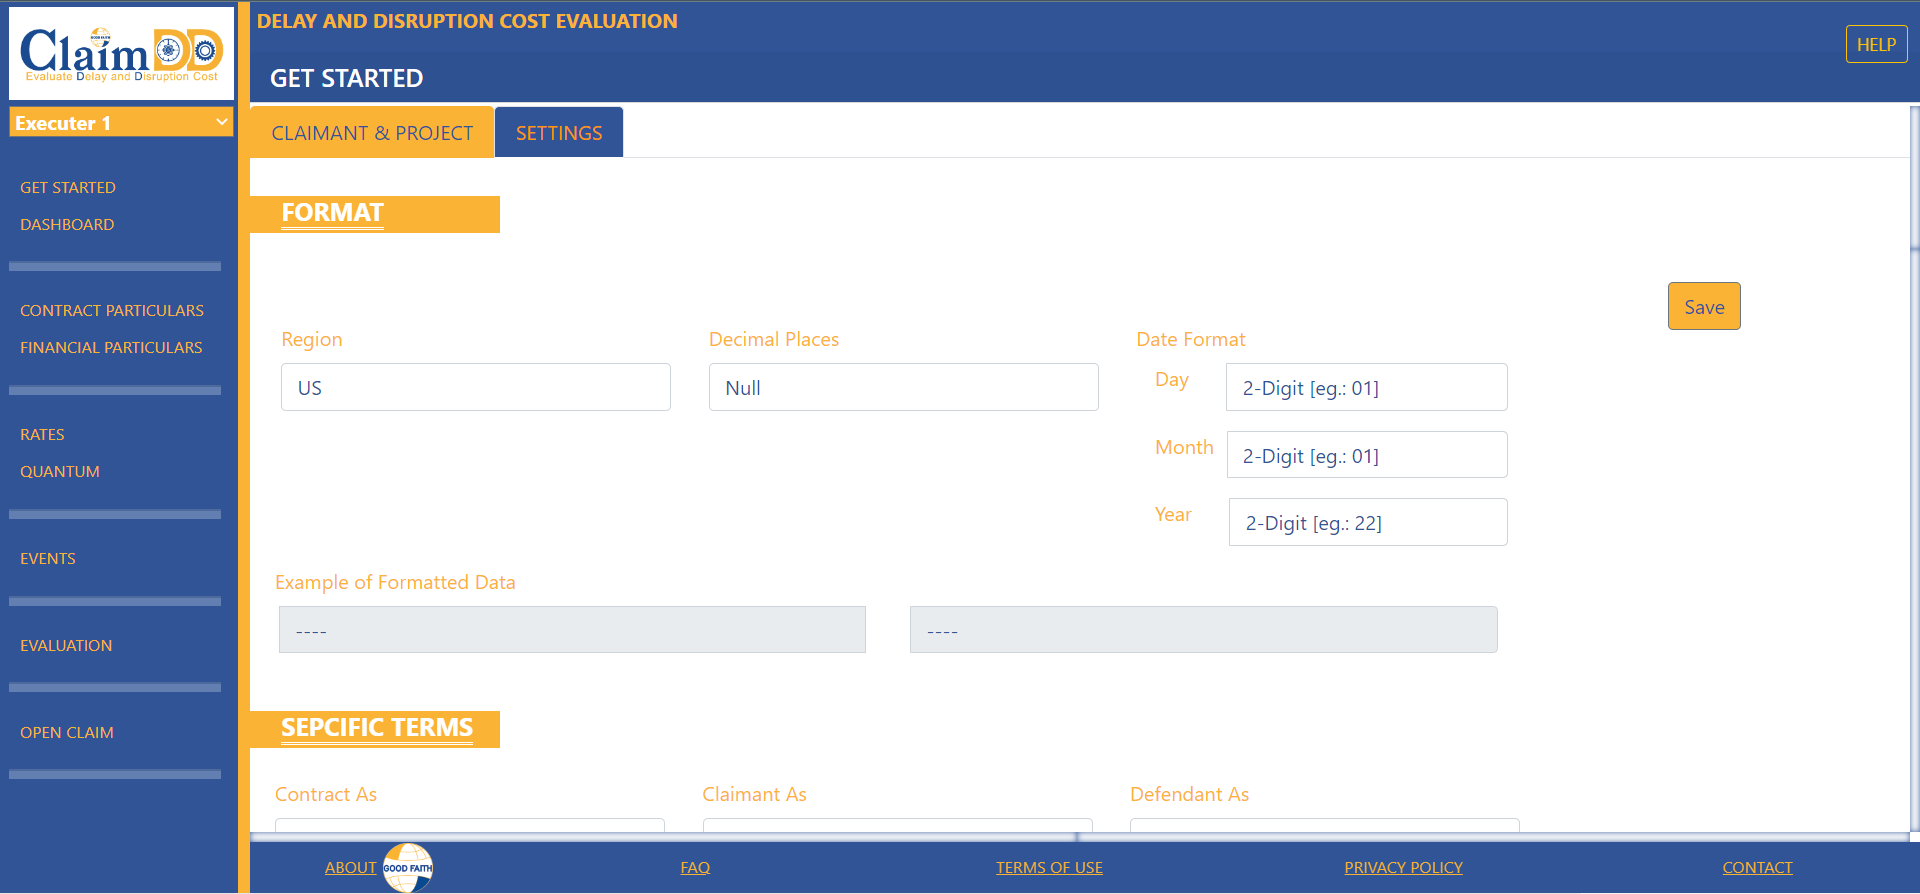 DELAY AND DISRUPTION COST EVALUATION
GOOD FAITH
ClaimDD
Evaluate Delay and Disruption Cost
HELP
GET STARTED
Executer 1
CLAIMANT & PROJECT
SETTINGS
GET STARTED
DASHBOARD
CONTRACT PARTICULARS
FINANCIAL PARTICULARS
RATES
QUANTUM
EVENTS
EVALUATION
OPEN CLAIM
FORMAT
Save
Region
Decimal Places
Date Format
US
Null
Day
2-Digit [eg.: 01]
Month
2-Digit [eg.: 01]
Year
2-Digit [eg.: 22]
Example of Formatted Data
----
----
SEPCIFIC TERMS
Contract As
Claimant As
Defendant As
ABOUT
GOOD FAITH
FAQ
TERMS OF USE
PRIVACY POLICY
CONTACT